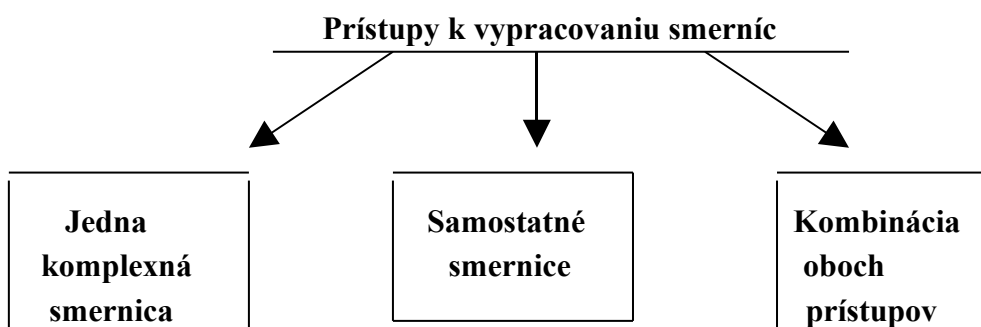 Prístupy k vypracovaniu smerníc
Jedna
komplexná
smernica
Samostatné
smernice
Kombinácia
oboch
prístupov